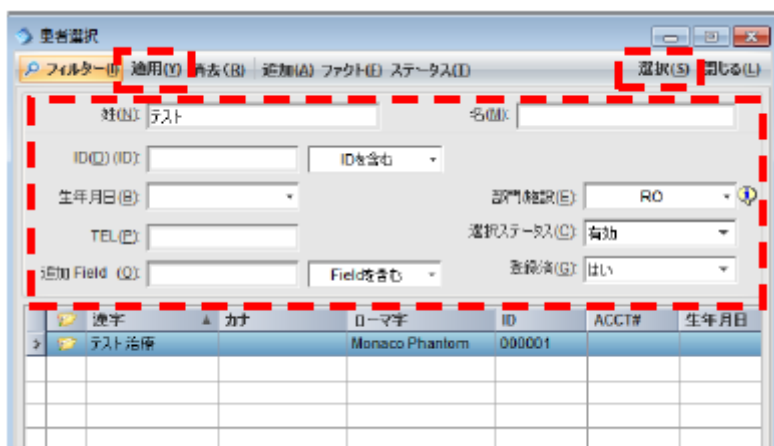 患者選択
フィルター(I) 適用(Y) 消去(R) 追加(A) ファクト(E) ステータス(T) 選択(S) 閉じる(L)
姓(N): テスト 名(M):
ID(D)(ID): IDを含む
生年月日(B): 部門/施設(E): RO
TEL(P): 選択ステータス(C): 有効
追加 Field (Q): Fieldを含む 登録済(G): はい
漢字 カナ ローマ字 ID ACCT# 生年月日
テスト治療 Monaco Phantom 000001